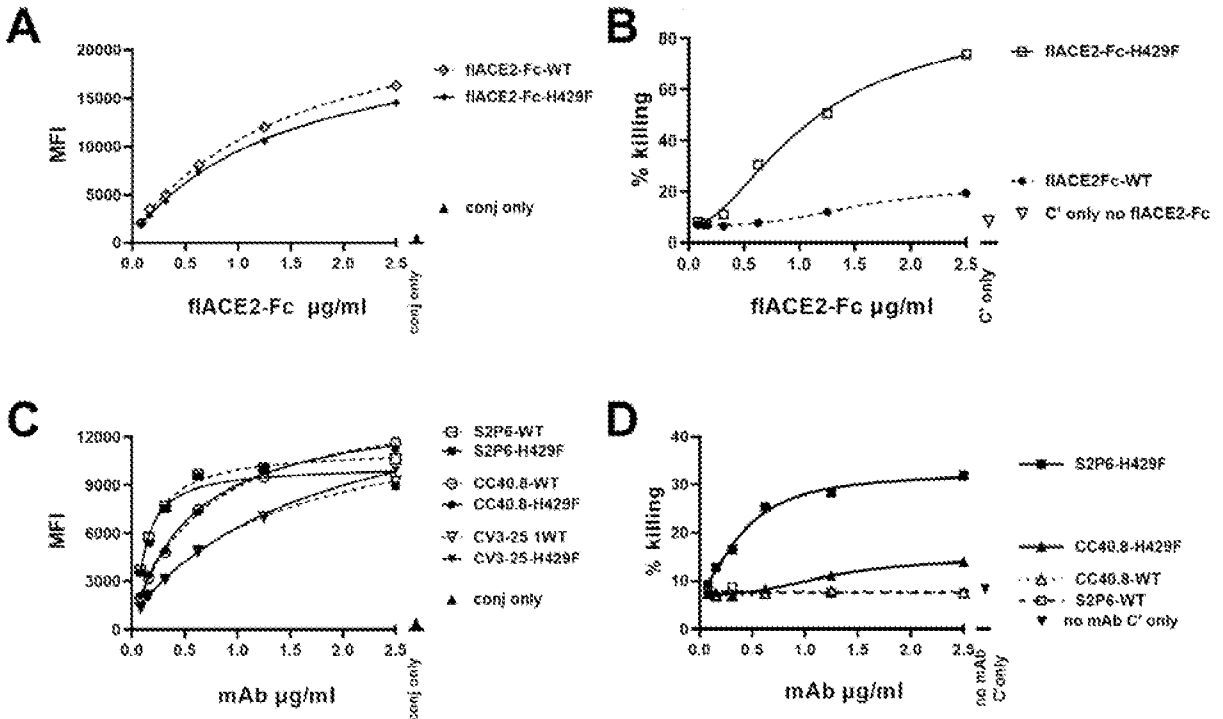 A
20000
15000
10000
5000
0
MFI
0.0 0.5 1.0 1.5 2.0 2.5
conj only
flACE2-Fc µg/ml
flACE2-Fc-WT
flACE2-Fc-H429F
conj only
B
80
60
40
20
0
% killing
0.0 0.5 1.0 1.5 2.0 2.5
C' only
flACE2-Fc µg/ml
flACE2-Fc-H429F
flACE2Fc-WT
C' only no flACE2-Fc
C
12000
9000
6000
3000
0
MFI
0.0 0.5 1.0 1.5 2.0 2.5
conj only
mAb µg/ml
S2P6-WT
S2P6-H429F
CC40.8-WT
CC40.8-H429F
CV3-25 1WT
CV3-25-H429F
conj only
D
40
30
20
10
0
% killing
0.0 0.5 1.0 1.5 2.0 2.5
no mAb
C' only
mAb µg/ml
S2P6-H429F
CC40.8-H429F
CC40.8-WT
S2P6-WT
no mAb C' only